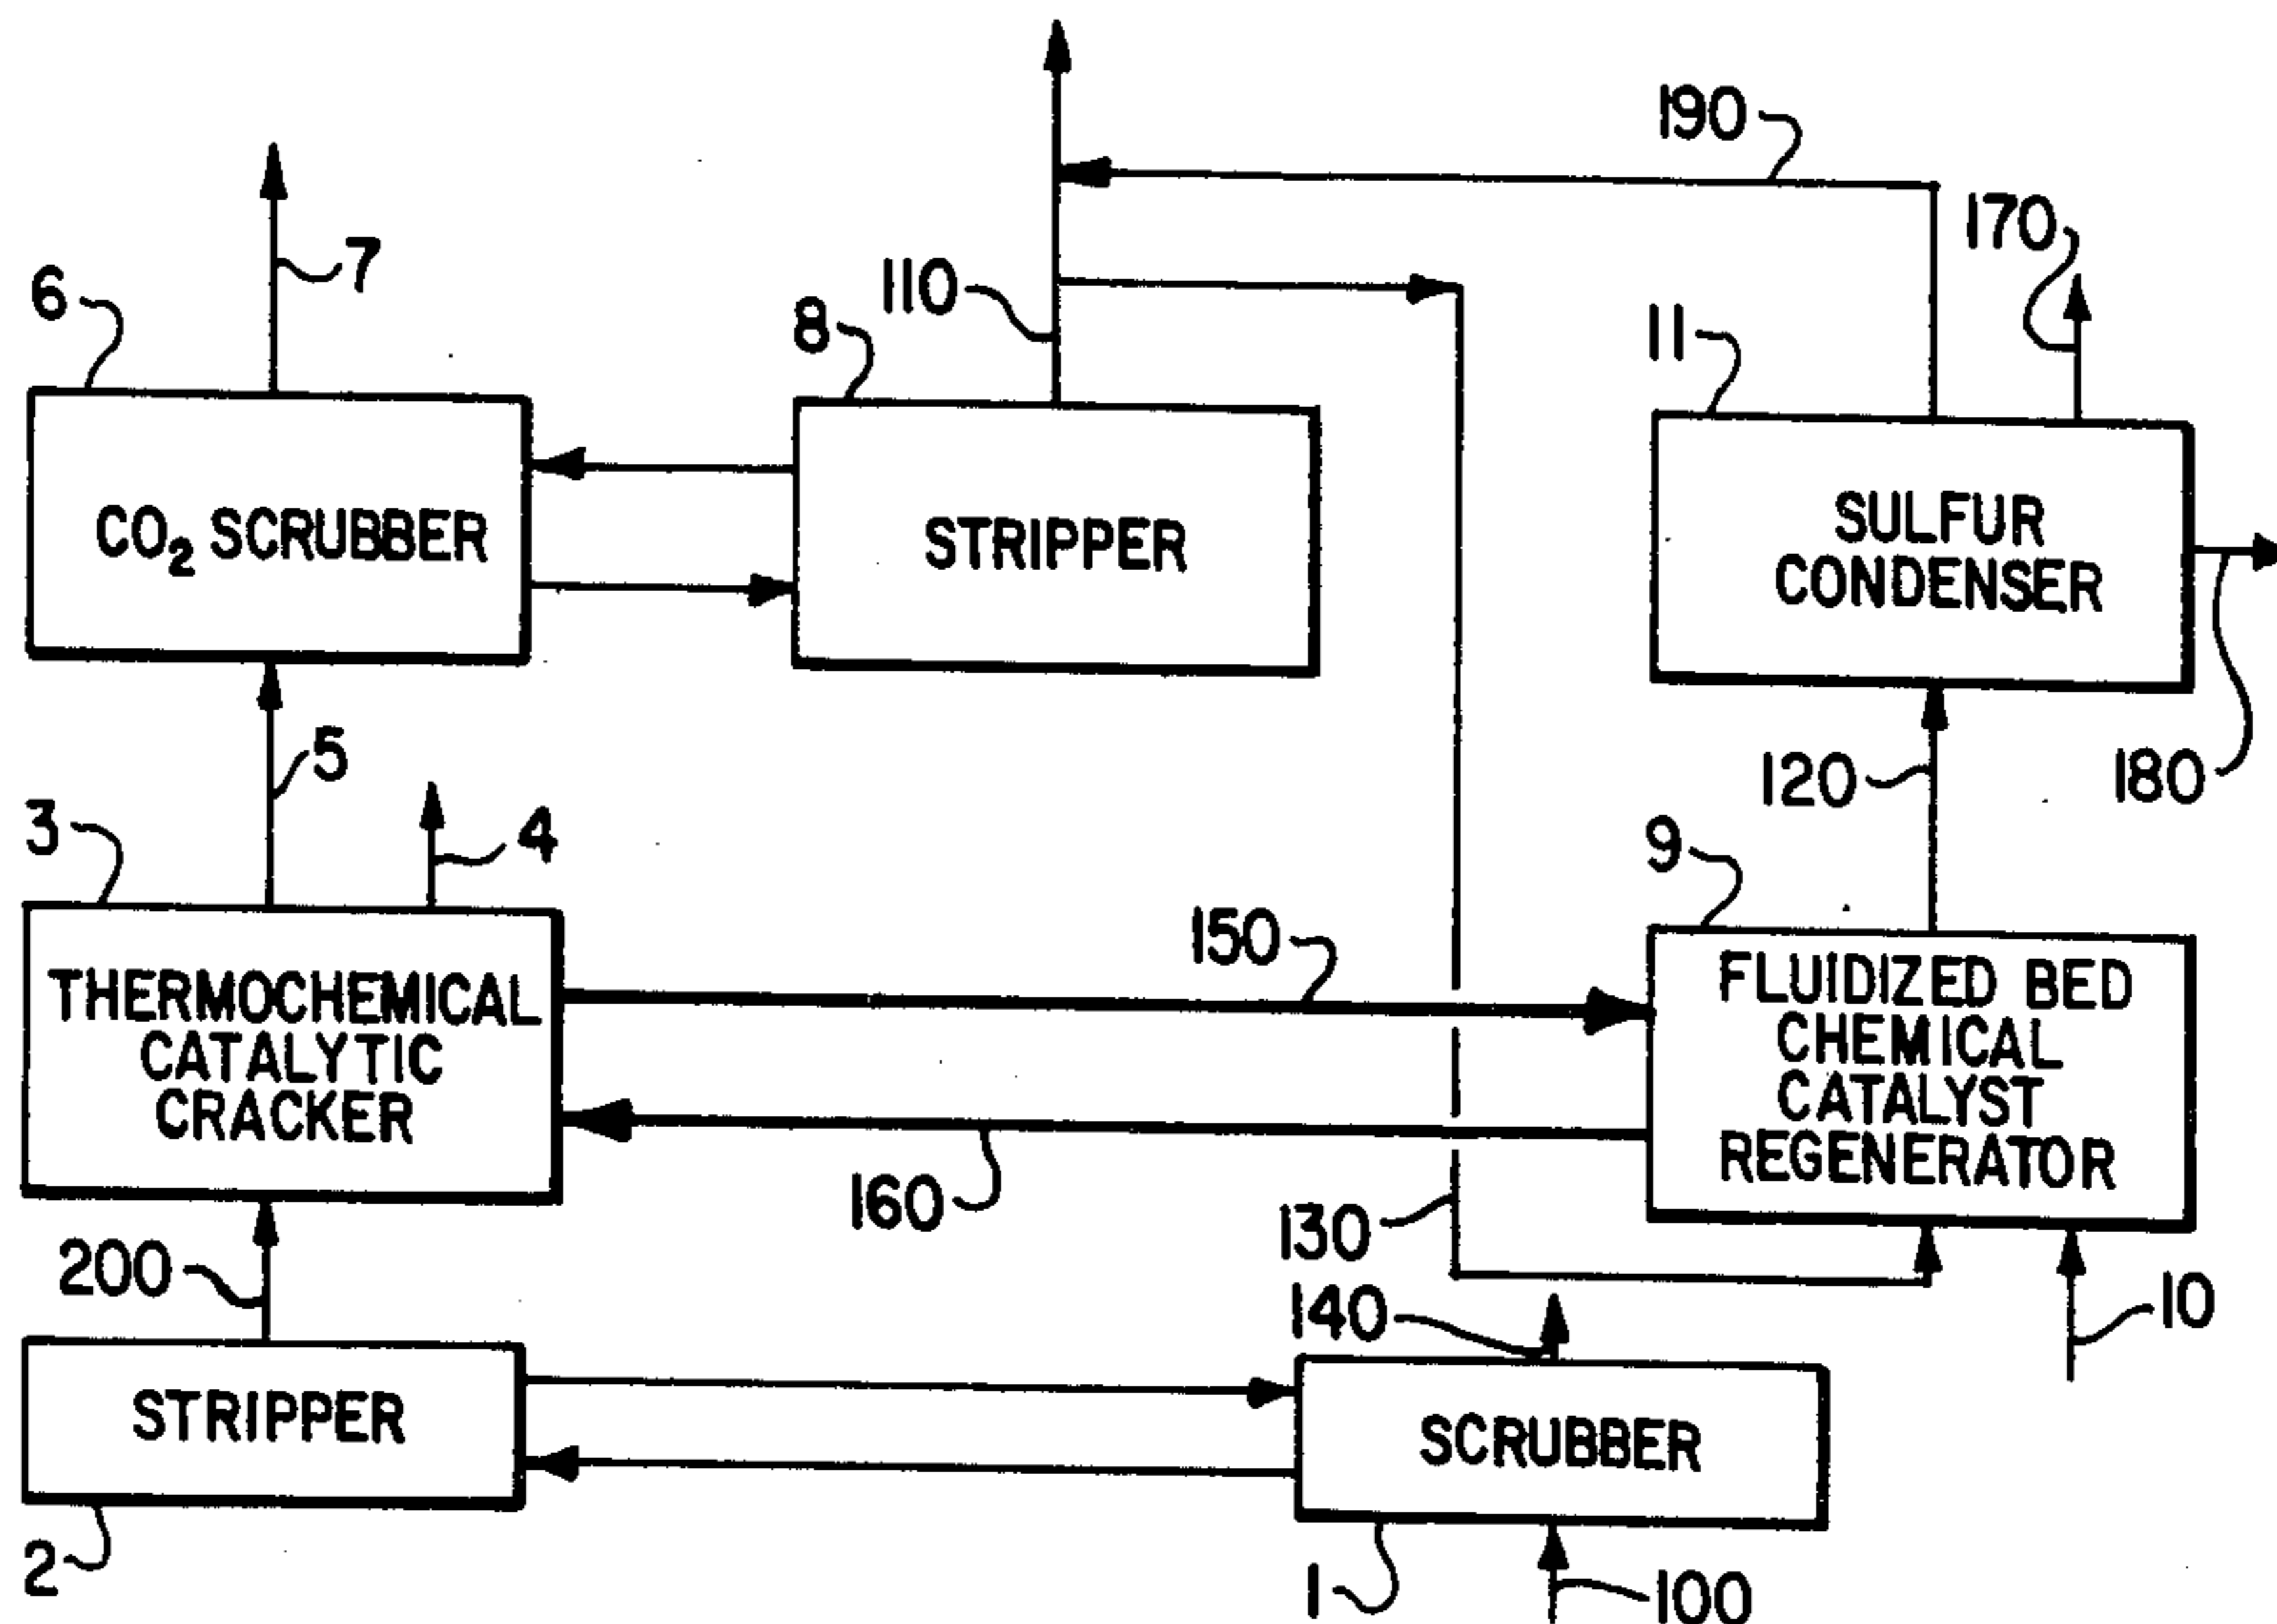 190
170
7
6
110
8
11
CO₂ SCRUBBER
STRIPPER
SULFUR
CONDENSER
5
120
180
3
4
9
150
THERMOCHEMICAL
CATALYTIC
CRACKER
FLUIDIZED BED
CHEMICAL
CATALYST
REGENERATOR
160
130
200
140
10
STRIPPER
SCRUBBER
2
1
100